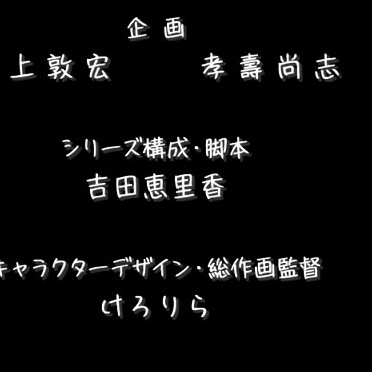 企画
上敦宏 孝壽尚志
シリーズ構成・脚本
吉田恵里香
キャラクターデザイン・総作画監督
けろりら